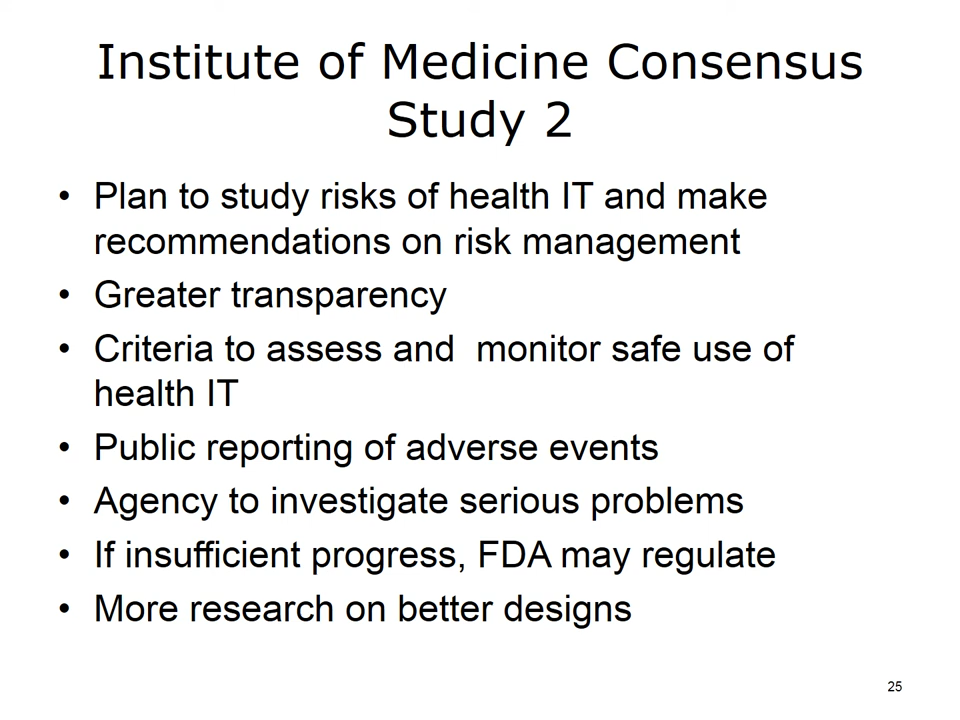 Institute of Medicine Consensus
Study 2
• Plan to study risks of health IT and make
recommendations on risk management
• Greater transparency
• Criteria to assess and  monitor safe use of
health IT
• Public reporting of adverse events
• Agency to investigate serious problems
• If insufficient progress, FDA may regulate
• More research on better designs
25